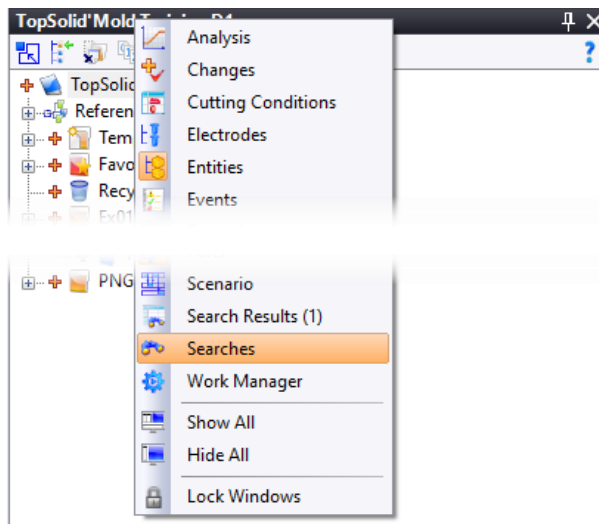 TopSolid'Mold Training D1
Analysis
Changes
TopSolid
Cutting Conditions
Referen
Electrodes
Tem
Entities
Favo
Recy
Events
Ex01
PNG
Scenario
Search Results (1)
Searches
Work Manager
Show All
Hide All
Lock Windows